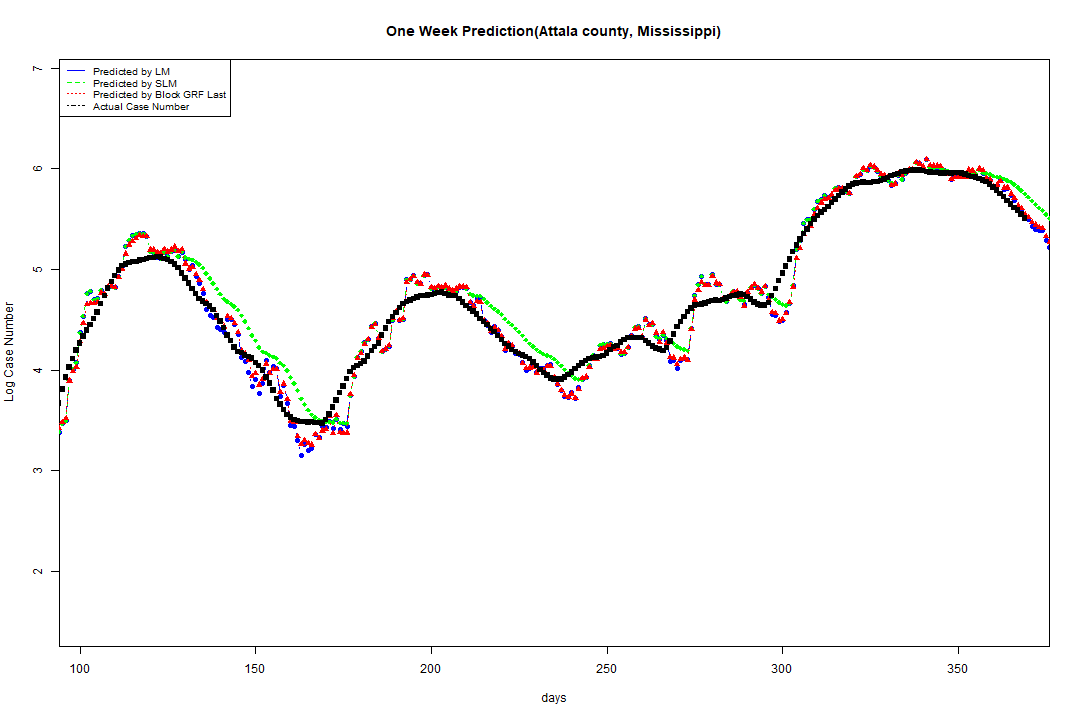 One Week Prediction(Attala county, Mississippi)
Predicted by LM
Predicted by SLM
Predicted by Block GRF Last
Actual Case Number
7
6
5
4
3
2
Log Case Number
100 150 200 250 300 350
days